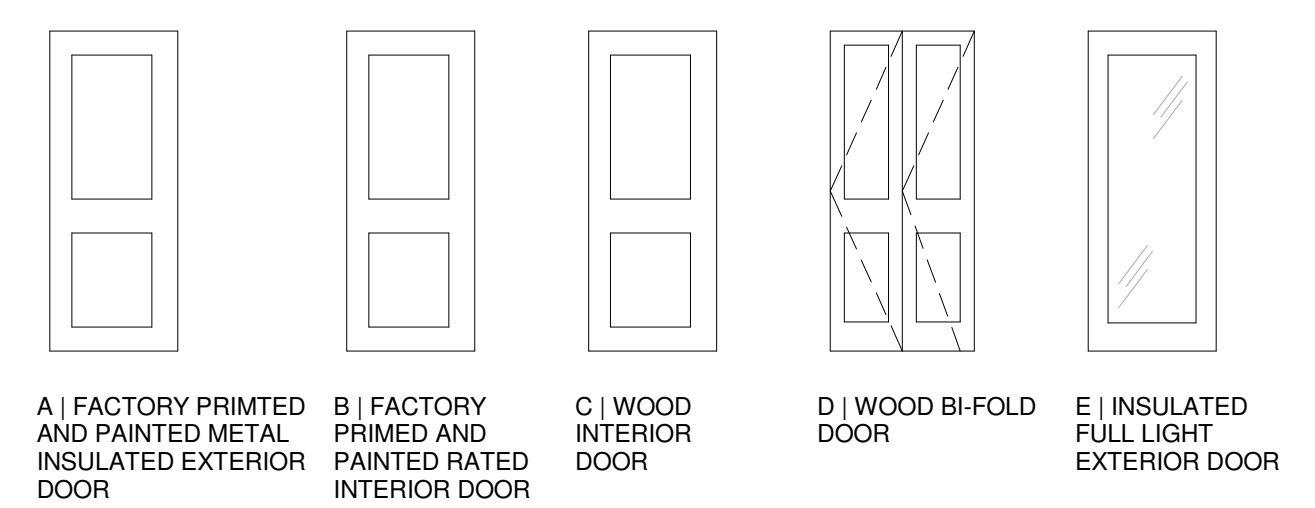 A | FACTORY PRIMTED
AND PAINTED METAL
INSULATED EXTERIOR
DOOR
B | FACTORY
PRIMED AND
PAINTED RATED
INTERIOR DOOR
C | WOOD
INTERIOR
DOOR
D | WOOD BI-FOLD
DOOR
E | INSULATED
FULL LIGHT
EXTERIOR DOOR